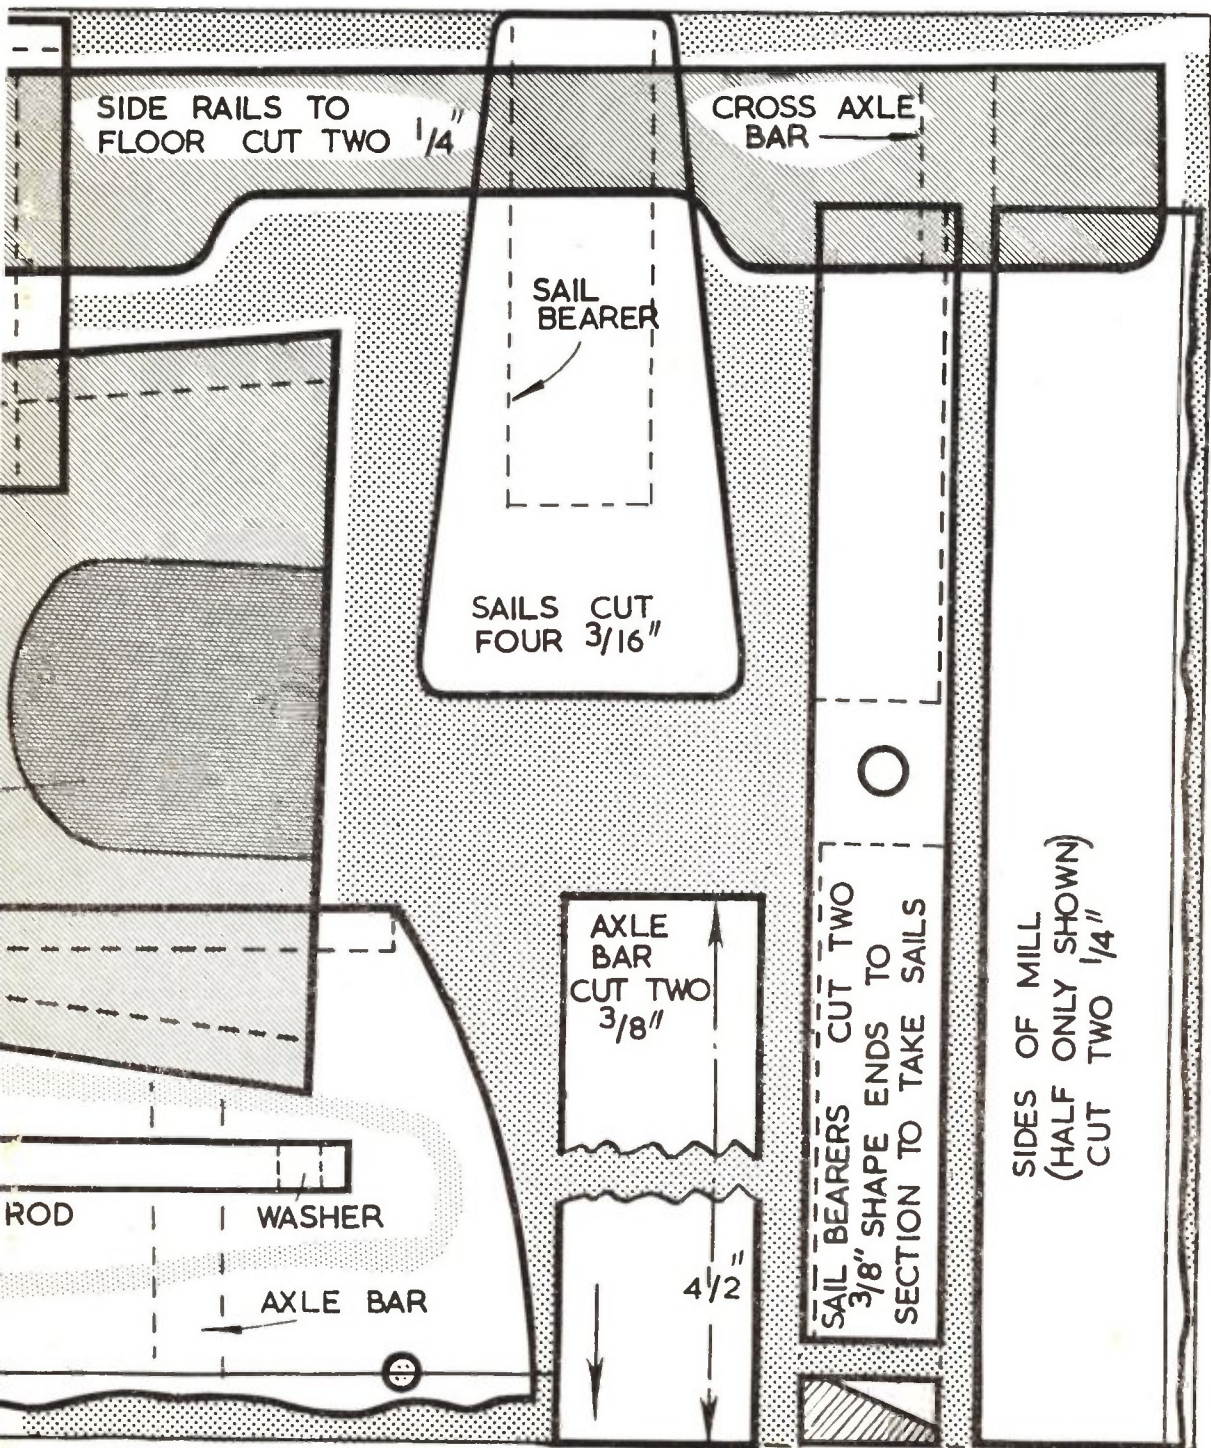 SIDE RAILS TO
FLOOR CUT TWO 1/4"
CROSS AXLE
BAR
SAIL
BEARER
SAILS CUT
FOUR 3/16"
AXLE
BAR
CUT TWO
3/8"
4 1/2"
SAIL BEARERS CUT TWO
3/8" SHAPE ENDS TO
SECTION TO TAKE SAILS
SIDES OF MILL
(HALF ONLY SHOWN)
CUT TWO 1/4"
ROD
WASHER
AXLE BAR